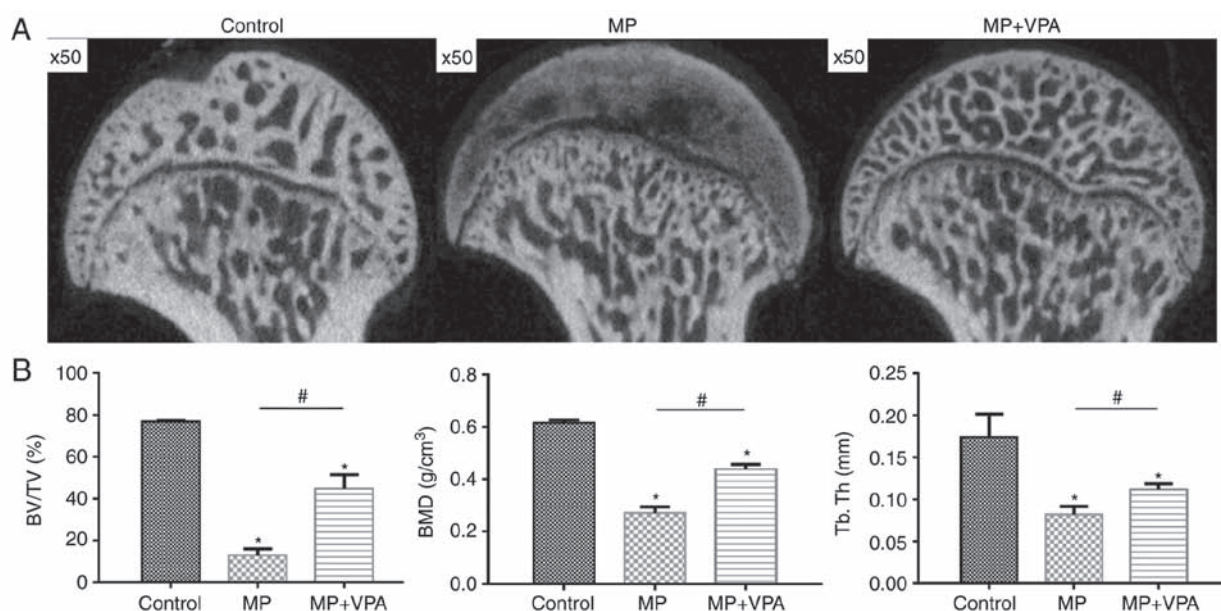 A
Control
MP
MP+VPA
x50
x50
x50
B
BV/TV (%)
100
80
60
40
20
0
#
*
*
Control
MP
MP+VPA
BMD (g/cm³)
0.8
0.6
0.4
0.2
0.0
#
*
*
Control
MP
MP+VPA
Tb. Th (mm)
0.25
0.20
0.15
0.10
0.05
0.00
#
*
*
Control
MP
MP+VPA